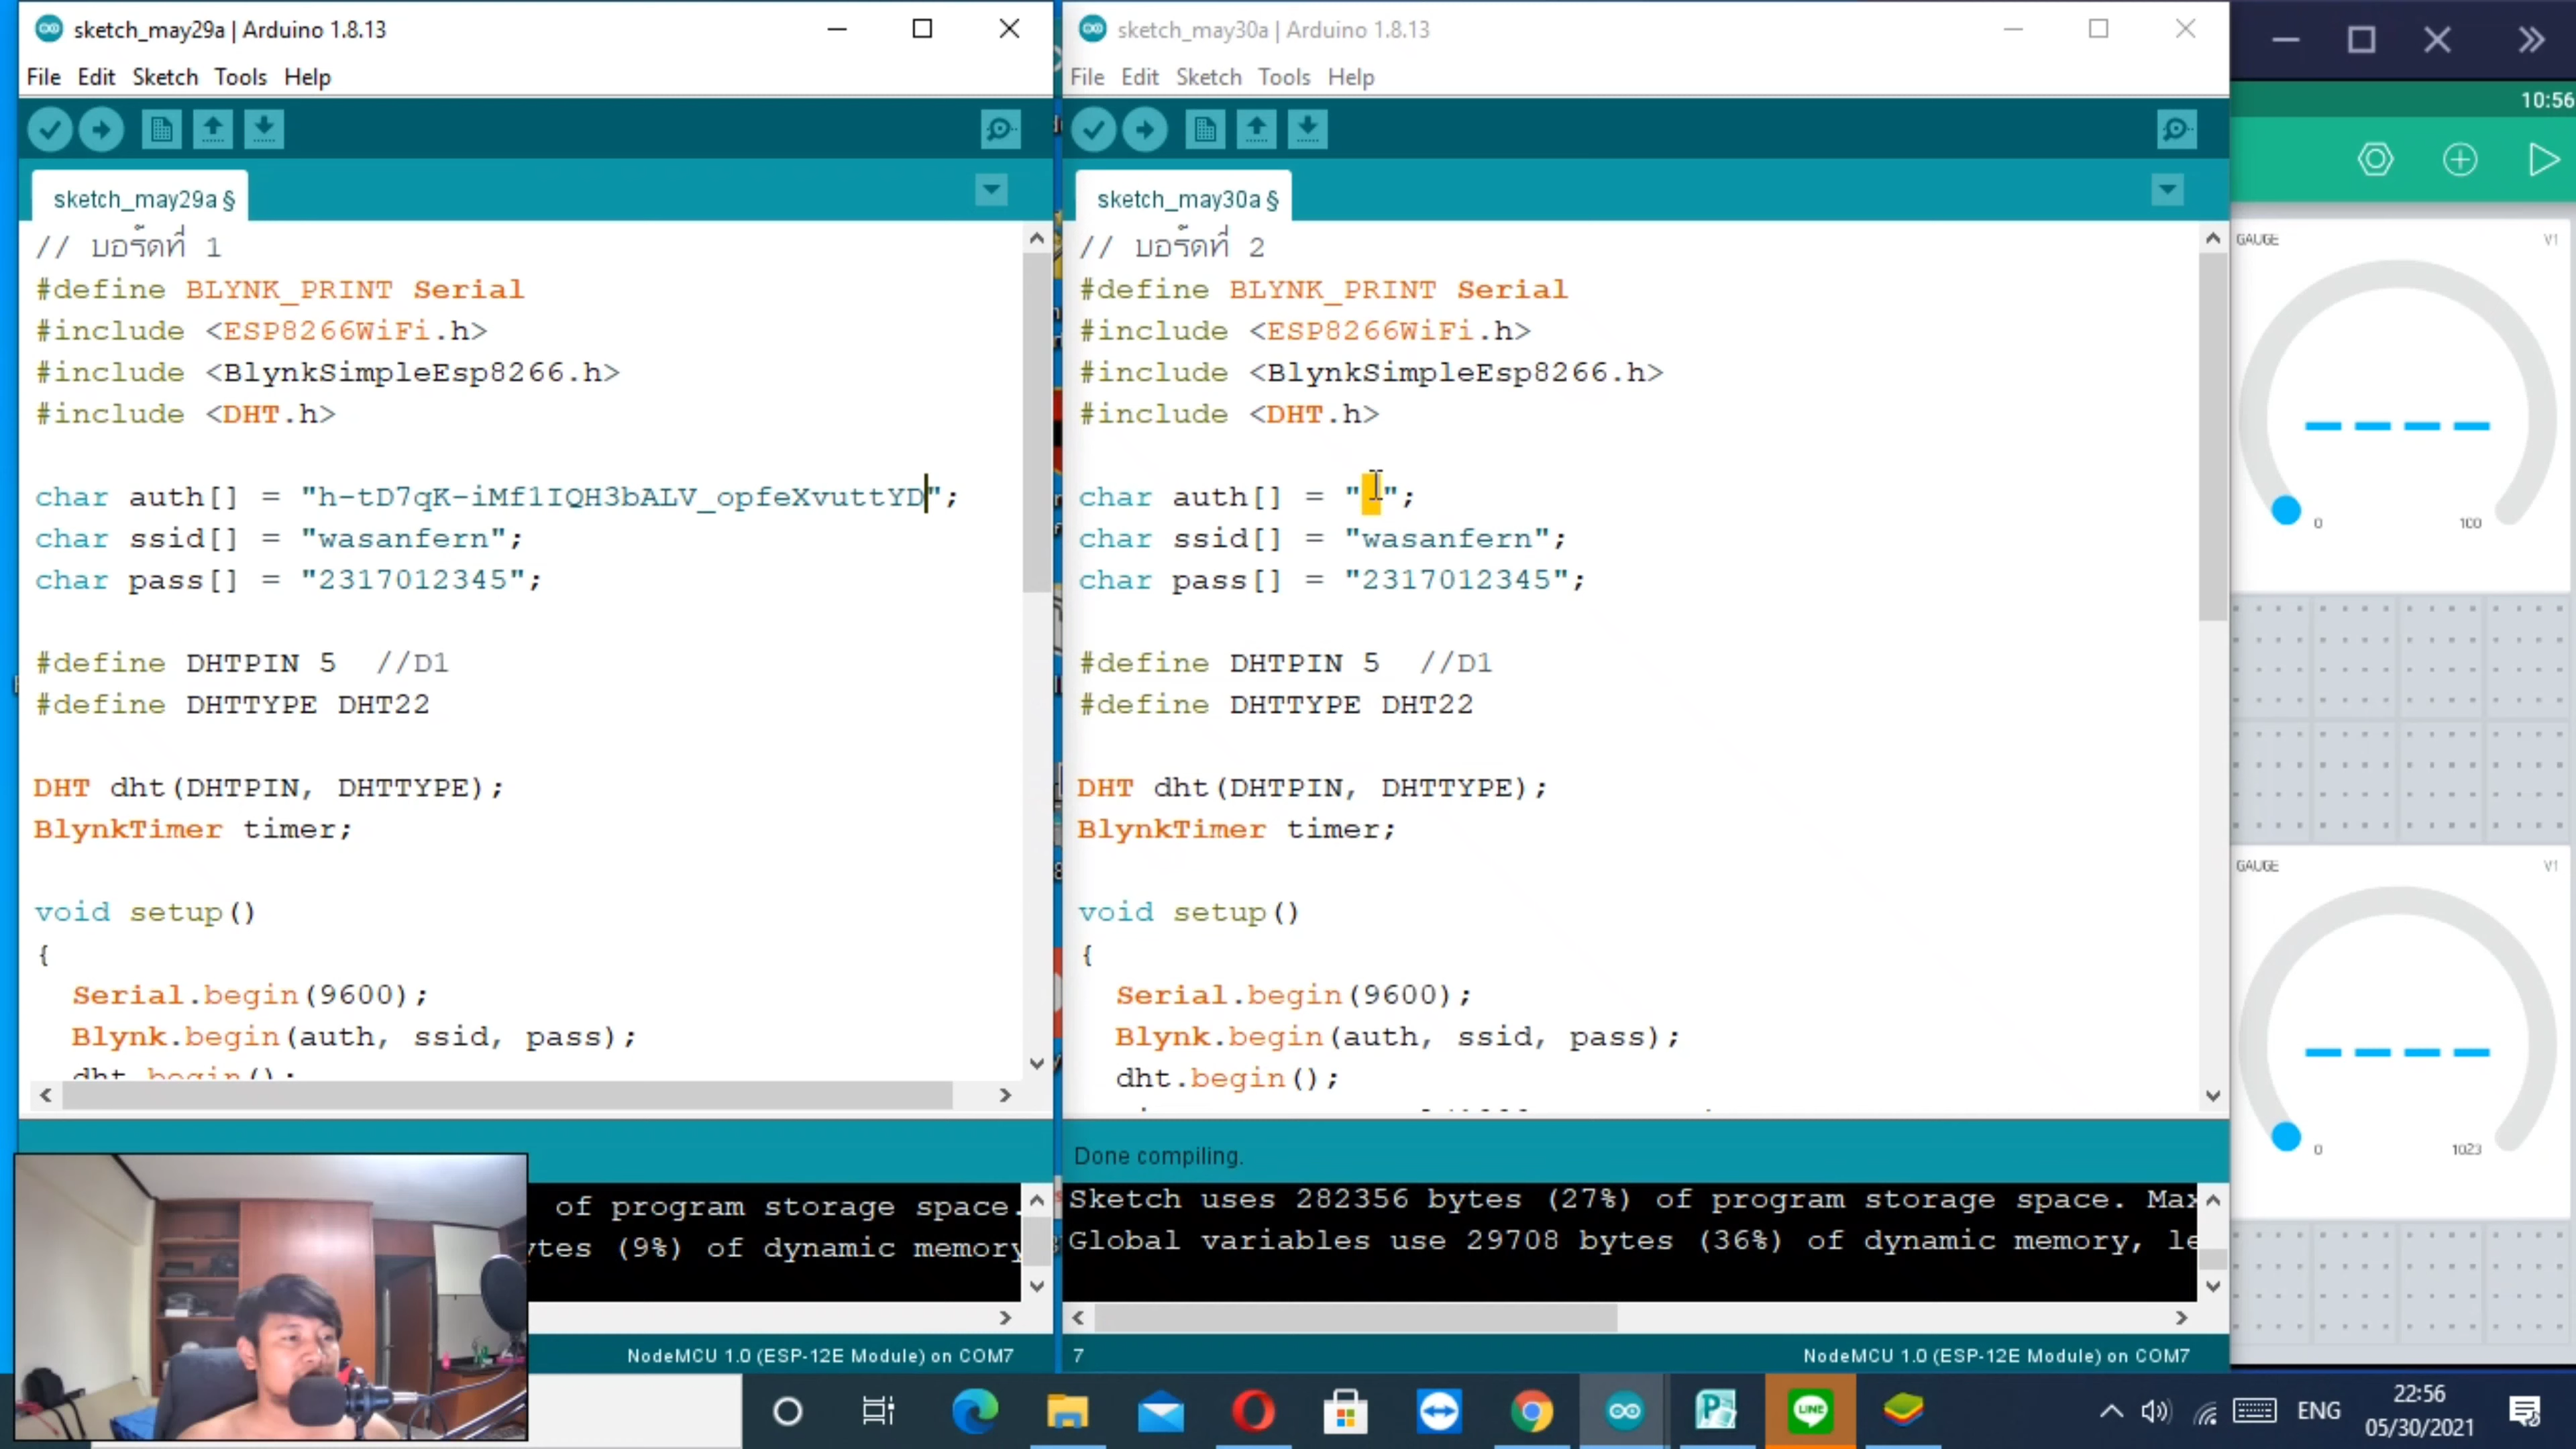 sketch_may29a | Arduino 1.8.13
File Edit Sketch Tools Help
sketch_may29a §
// บอร์ดที่ 1
#define BLYNK_PRINT Serial
#include <ESP8266WiFi.h>
#include <BlynkSimpleEsp8266.h>
#include <DHT.h>
char auth[] = "h-tD7qK-iMf1IQH3bALV_opfeXvuttYD";
char ssid[] = "wasanfern";
char pass[] = "2317012345";
#define DHTPIN 5 //D1
#define DHTTYPE DHT22
DHT dht(DHTPIN, DHTTYPE);
BlynkTimer timer;
void setup()
{
Serial.begin(9600);
Blynk.begin(auth, ssid, pass);
dht.begin();
of program storage space.
ytes (9%) of dynamic memory
NodeMCU 1.0 (ESP-12E Module) on COM7
sketch_may30a | Arduino 1.8.13
File Edit Sketch Tools Help
sketch_may30a §
// บอร์ดที่ 2
#define BLYNK_PRINT Serial
#include <ESP8266WiFi.h>
#include <BlynkSimpleEsp8266.h>
#include <DHT.h>
char auth[] = " ";
char ssid[] = "wasanfern";
char pass[] = "2317012345";
#define DHTPIN 5 //D1
#define DHTTYPE DHT22
DHT dht(DHTPIN, DHTTYPE);
BlynkTimer timer;
void setup()
{
Serial.begin(9600);
Blynk.begin(auth, ssid, pass);
dht.begin();
Done compiling.
Sketch uses 282356 bytes (27%) of program storage space. Max
Global variables use 29708 bytes (36%) of dynamic memory, le
7
NodeMCU 1.0 (ESP-12E Module) on COM7
10:56
GAUGE V1
0 100
GAUGE V1
0 1023
LINE
ENG
22:56
05/30/2021